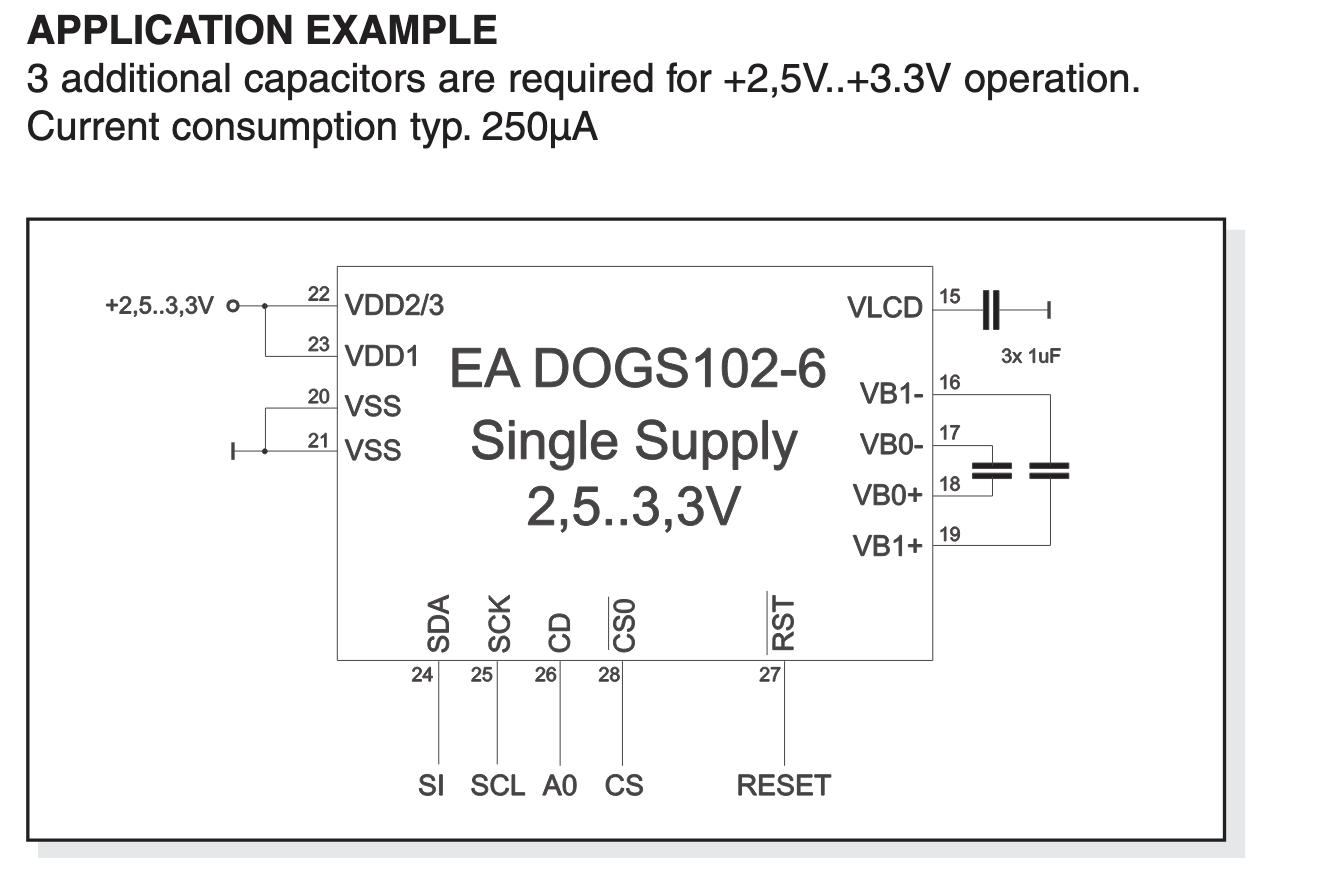 APPLICATION EXAMPLE
3 additional capacitors are required for +2,5V..+3.3V operation.
Current consumption typ. 250µA
+2,5..3,3V
22
VDD2/3
23
VDD1
20
VSS
21
VSS
EA DOGS102-6
Single Supply
2,5..3,3V
VLCD
15
3x 1uF
VB1-
16
VB0-
17
VB0+
18
VB1+
19
SDA
SCK
CD
CS0
RST
24
25
26
28
27
SI
SCL
A0
CS
RESET